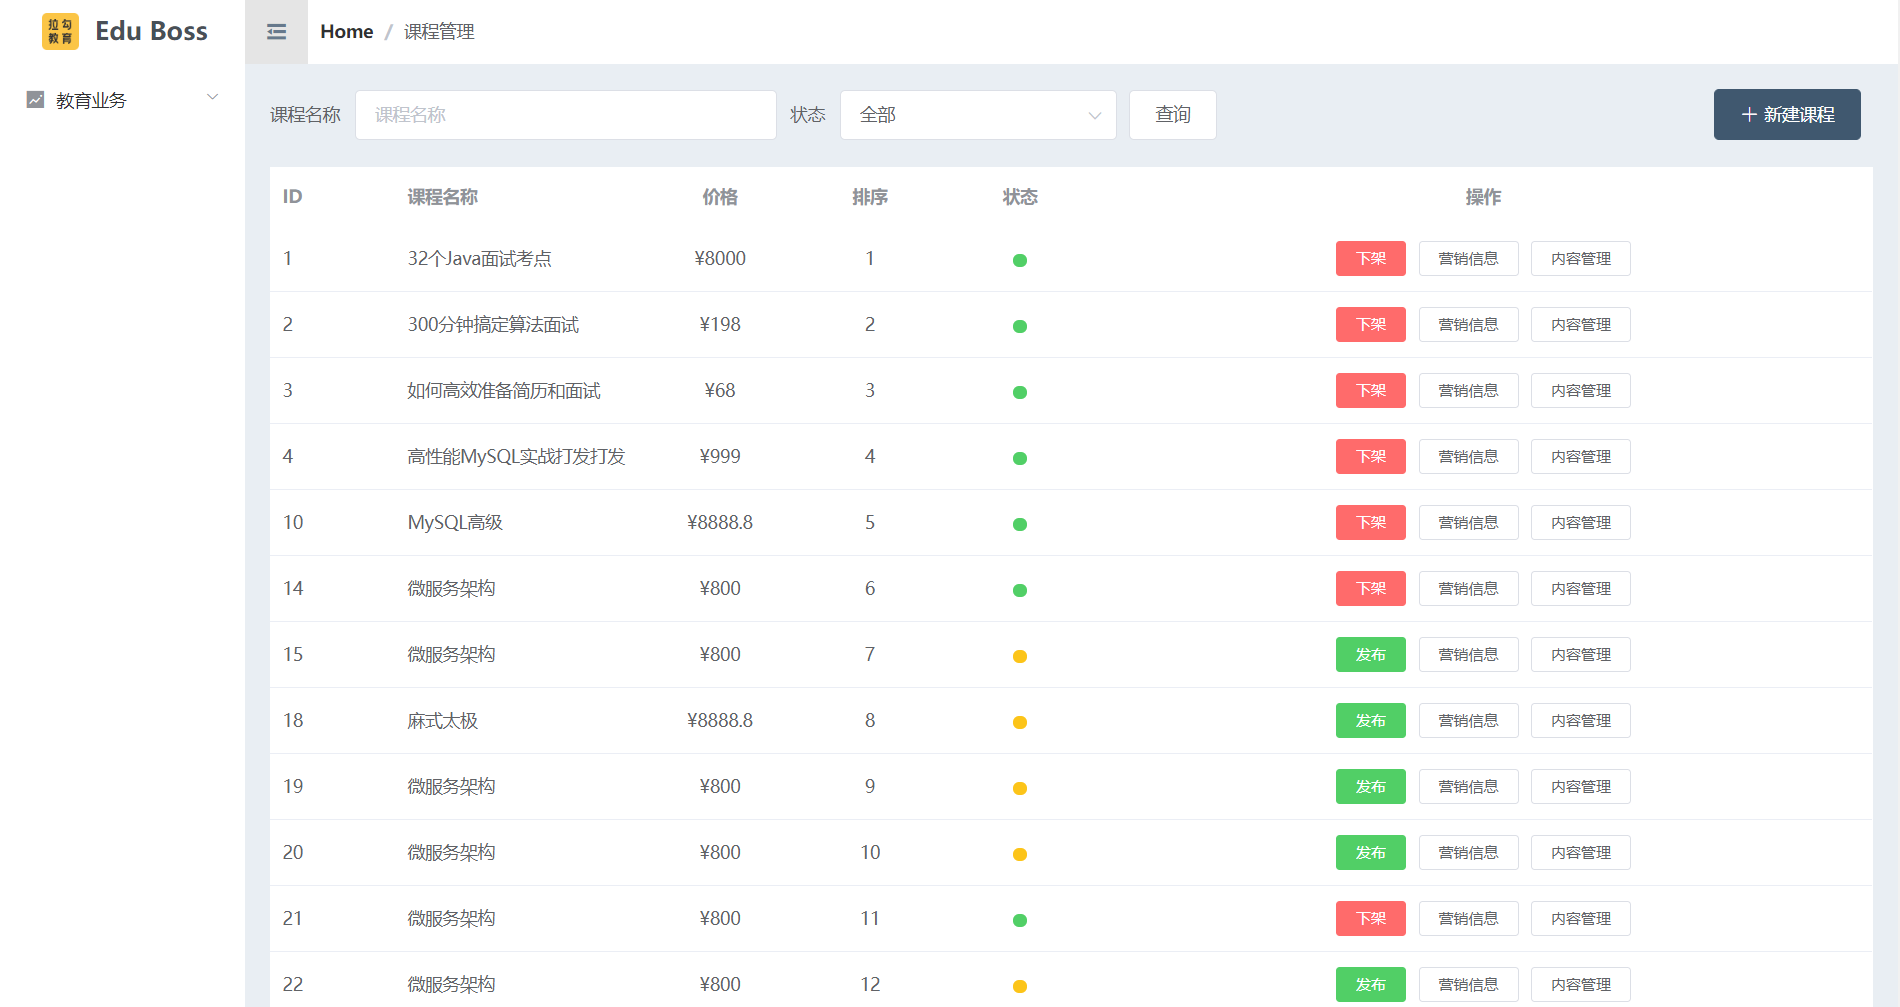 拉勾教育 Edu Boss
Home / 课程管理
教育业务
课程名称 课程名称 状态 全部 查询 + 新建课程
ID 课程名称 价格 排序 状态 操作
1 32个Java面试考点 ¥8000 1 下架 营销信息 内容管理
2 300分钟搞定算法面试 ¥198 2 下架 营销信息 内容管理
3 如何高效准备简历和面试 ¥68 3 下架 营销信息 内容管理
4 高性能MySQL实战打发打发 ¥999 4 下架 营销信息 内容管理
10 MySQL高级 ¥8888.8 5 下架 营销信息 内容管理
14 微服务架构 ¥800 6 下架 营销信息 内容管理
15 微服务架构 ¥800 7 发布 营销信息 内容管理
18 麻式太极 ¥8888.8 8 发布 营销信息 内容管理
19 微服务架构 ¥800 9 发布 营销信息 内容管理
20 微服务架构 ¥800 10 发布 营销信息 内容管理
21 微服务架构 ¥800 11 下架 营销信息 内容管理
22 微服务架构 ¥800 12 发布 营销信息 内容管理